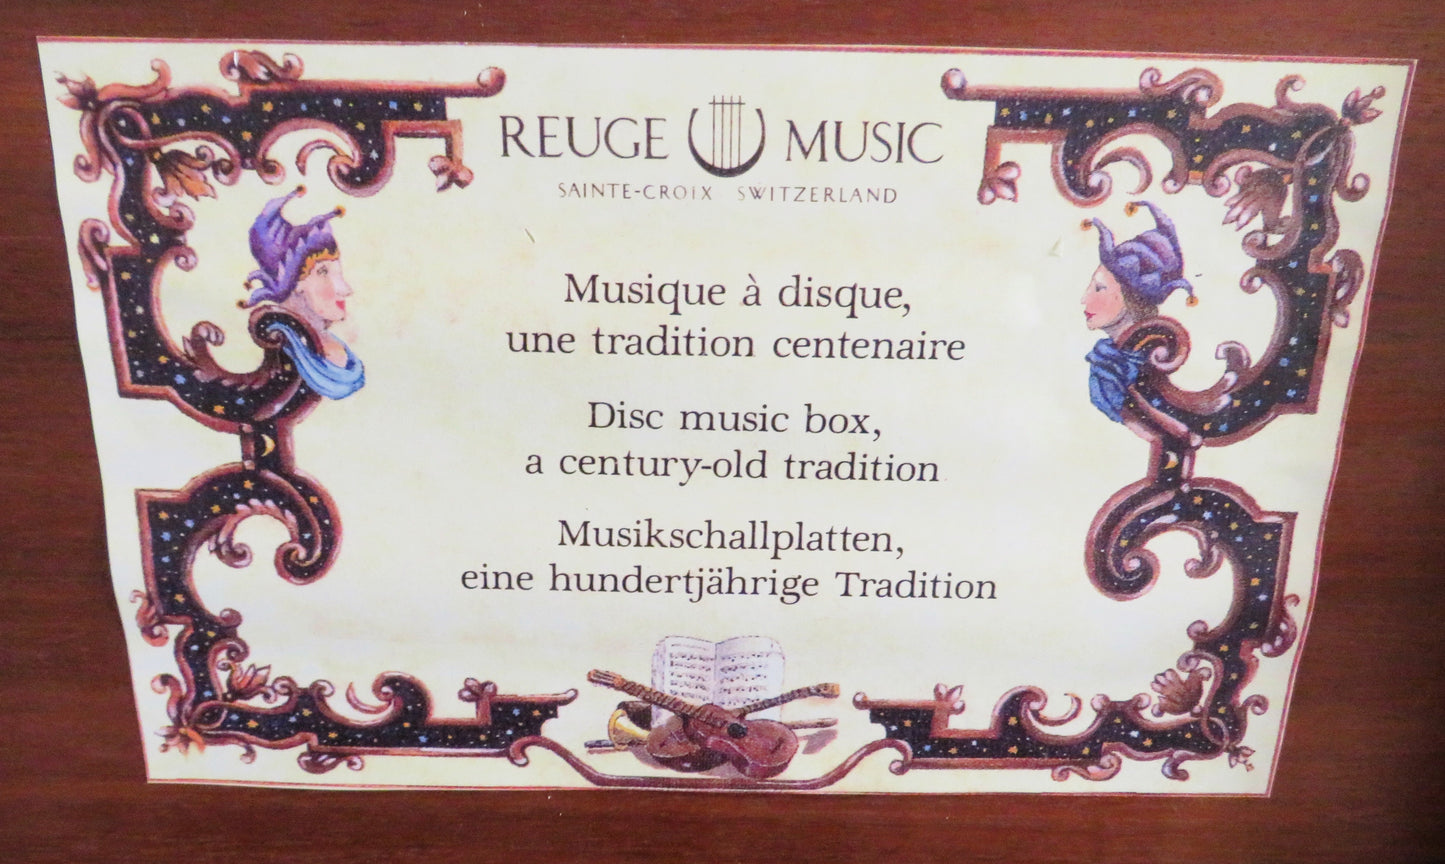 REUGE MUSIC
SAINTE-CROIX SWITZERLAND
Musique à disque,
une tradition centenaire
Disc music box,
a century-old tradition
Musikschallplatten,
eine hundertjährige Tradition